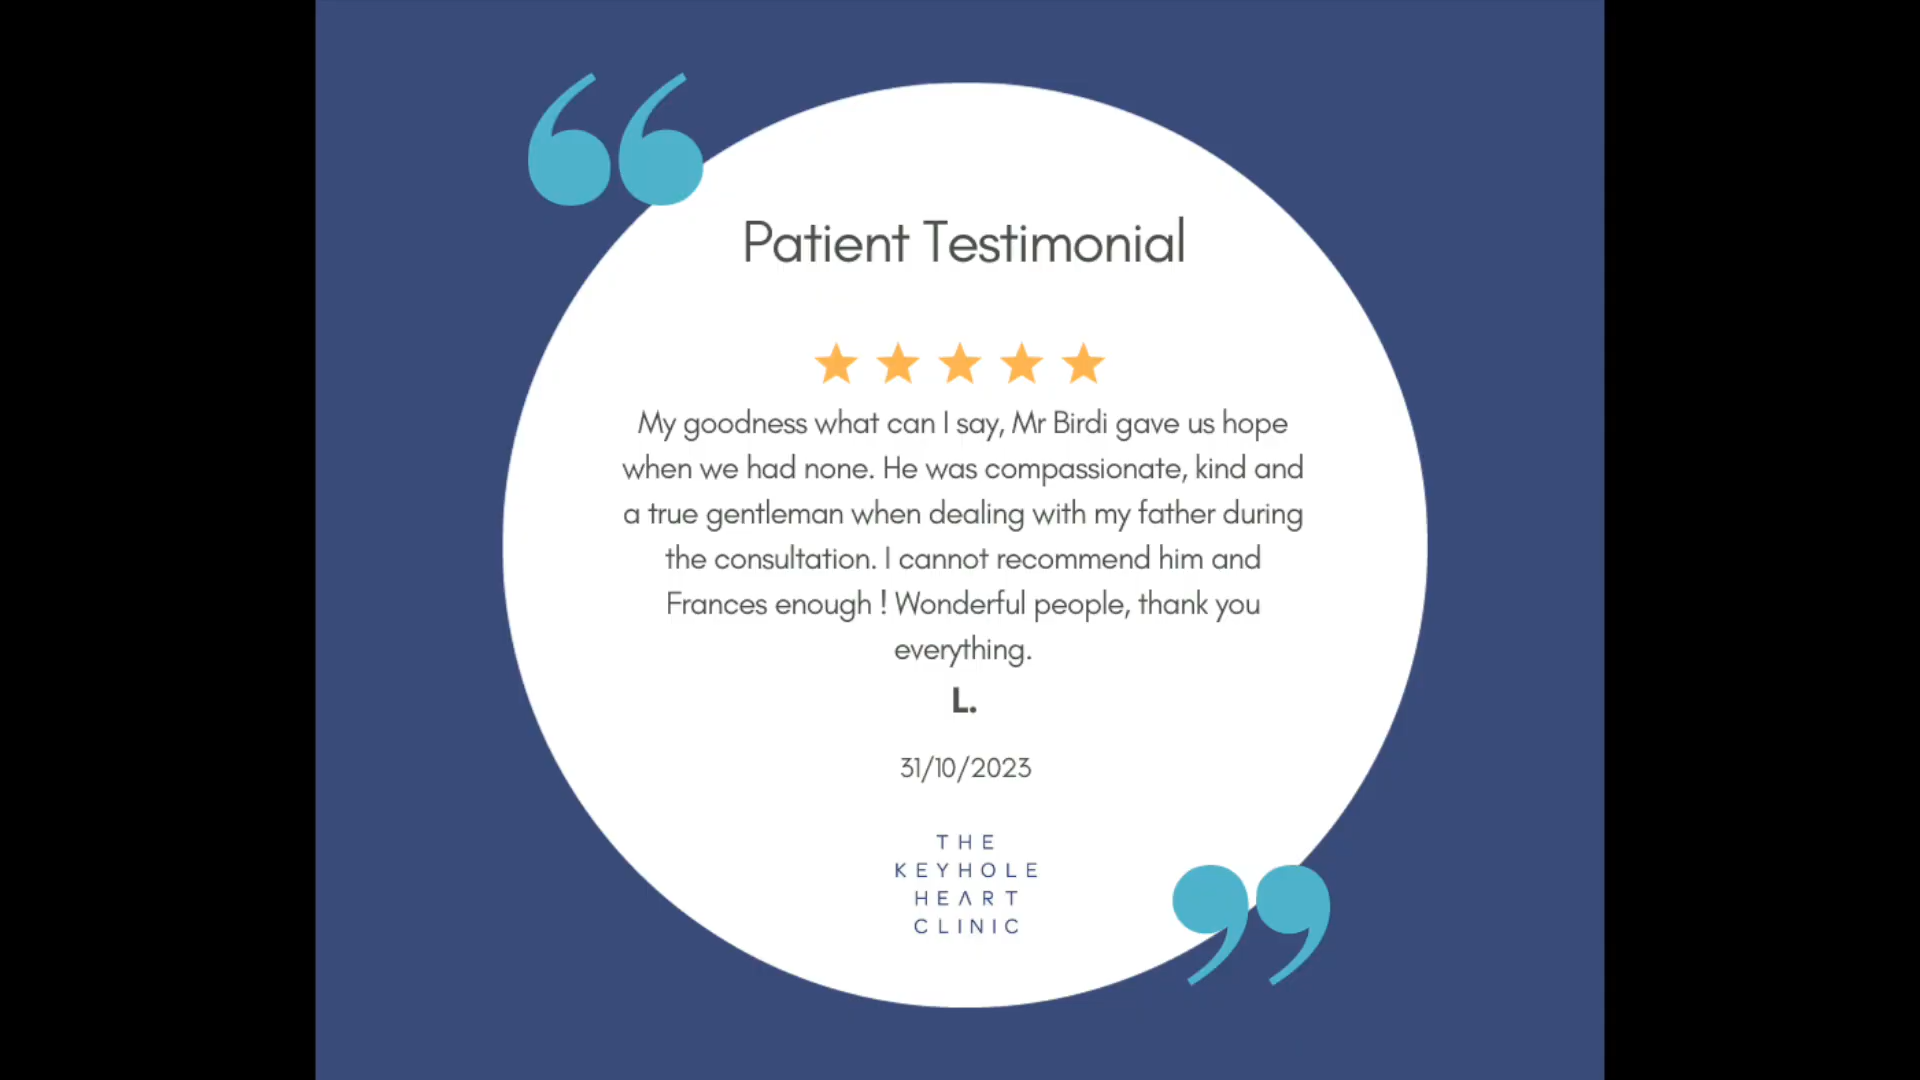 Patient Testimonial
My goodness what can I say, Mr Birdi gave us hope
when we had none. He was compassionate, kind and
a true gentleman when dealing with my father during
the consultation. I cannot recommend him and
Frances enough ! Wonderful people, thank you
everything.
L.
31/10/2023
THE
KEYHOLE
HEART
CLINIC